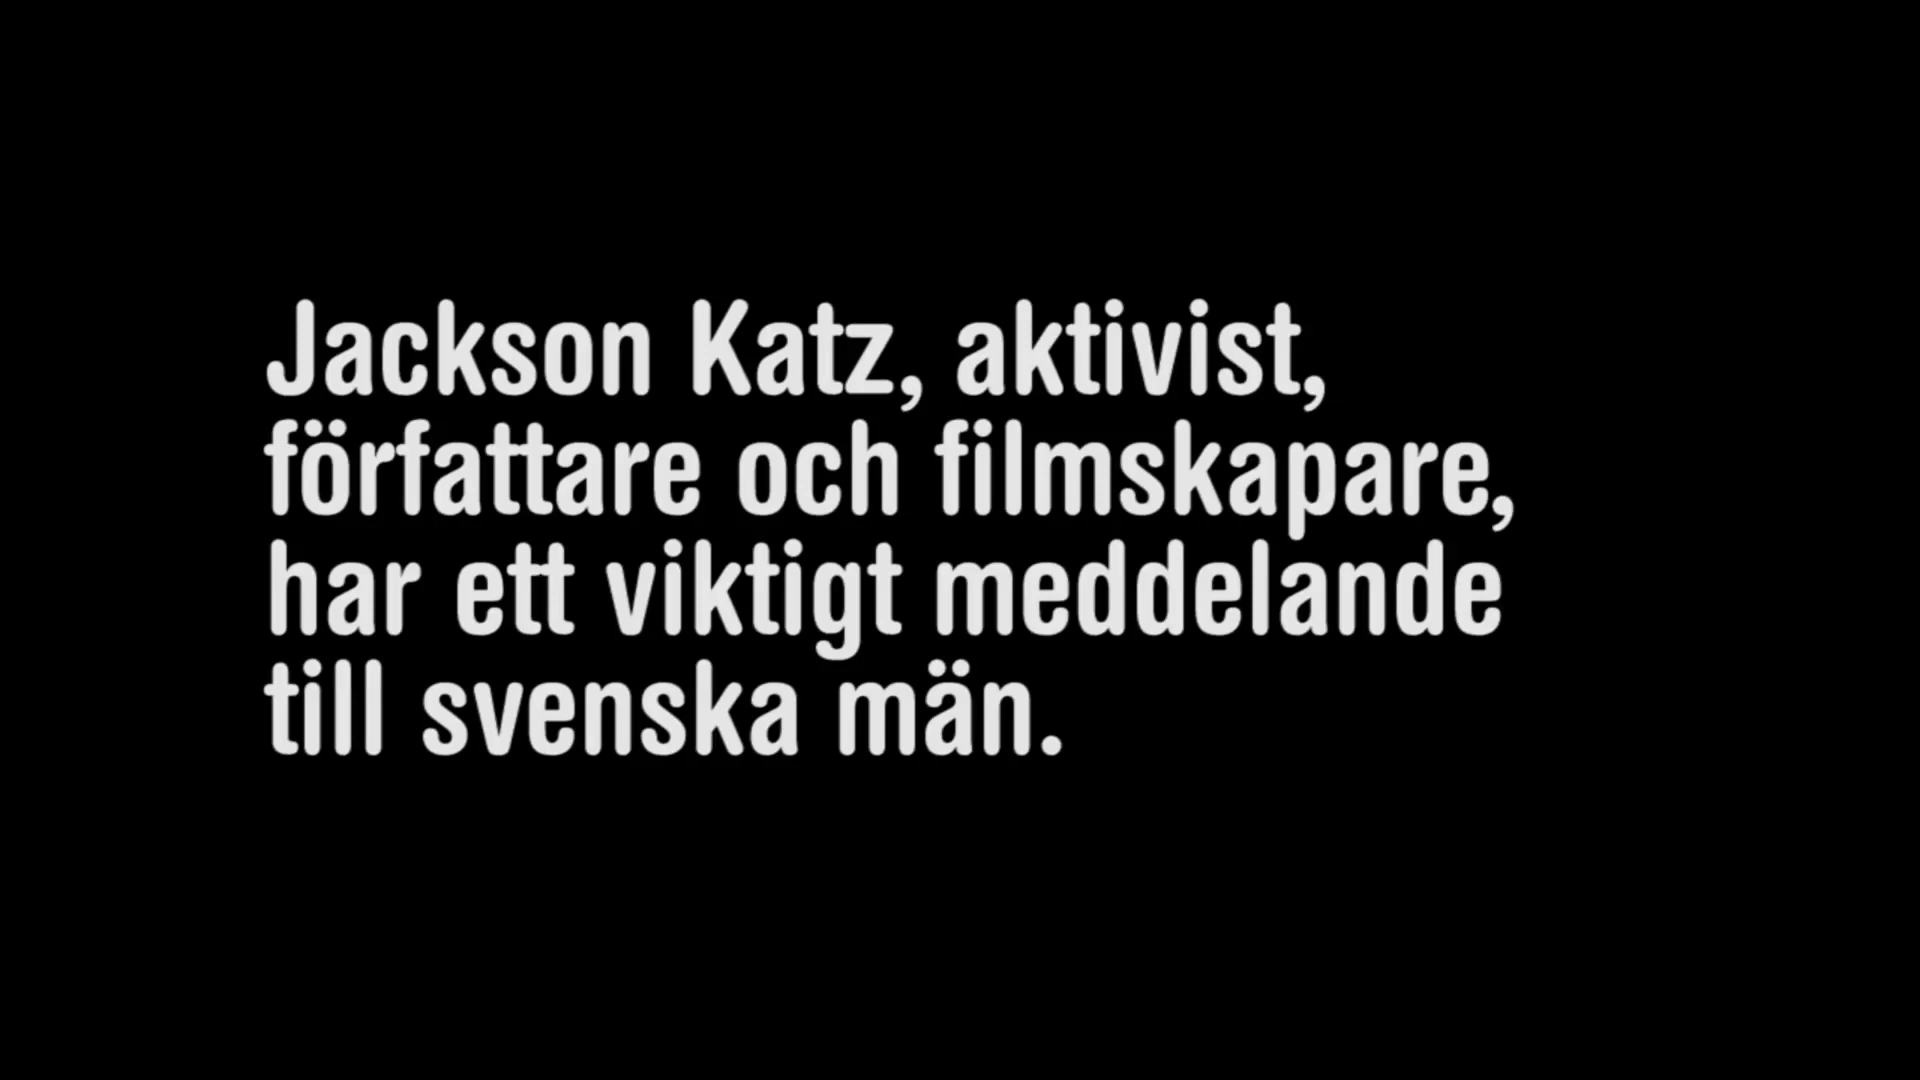 Jackson Katz, aktivist,
författare och filmskapare,
har ett viktigt meddelande
till svenska män.